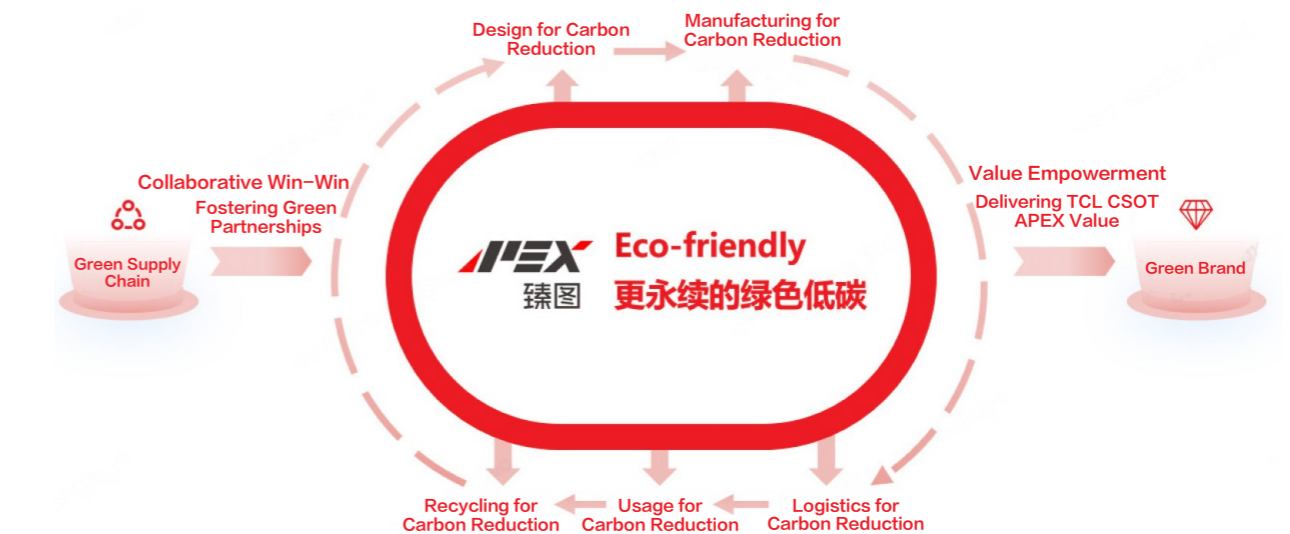 Design for Carbon
Reduction
Manufacturing for
Carbon Reduction
Collaborative Win-Win
Fostering Green
Partnerships
Green Supply
Chain
APEX
臻图
Eco-friendly
更永续的绿色低碳
Value Empowerment
Delivering TCL CSOT
APEX Value
Green Brand
Recycling for
Carbon Reduction
Usage for
Carbon Reduction
Logistics for
Carbon Reduction